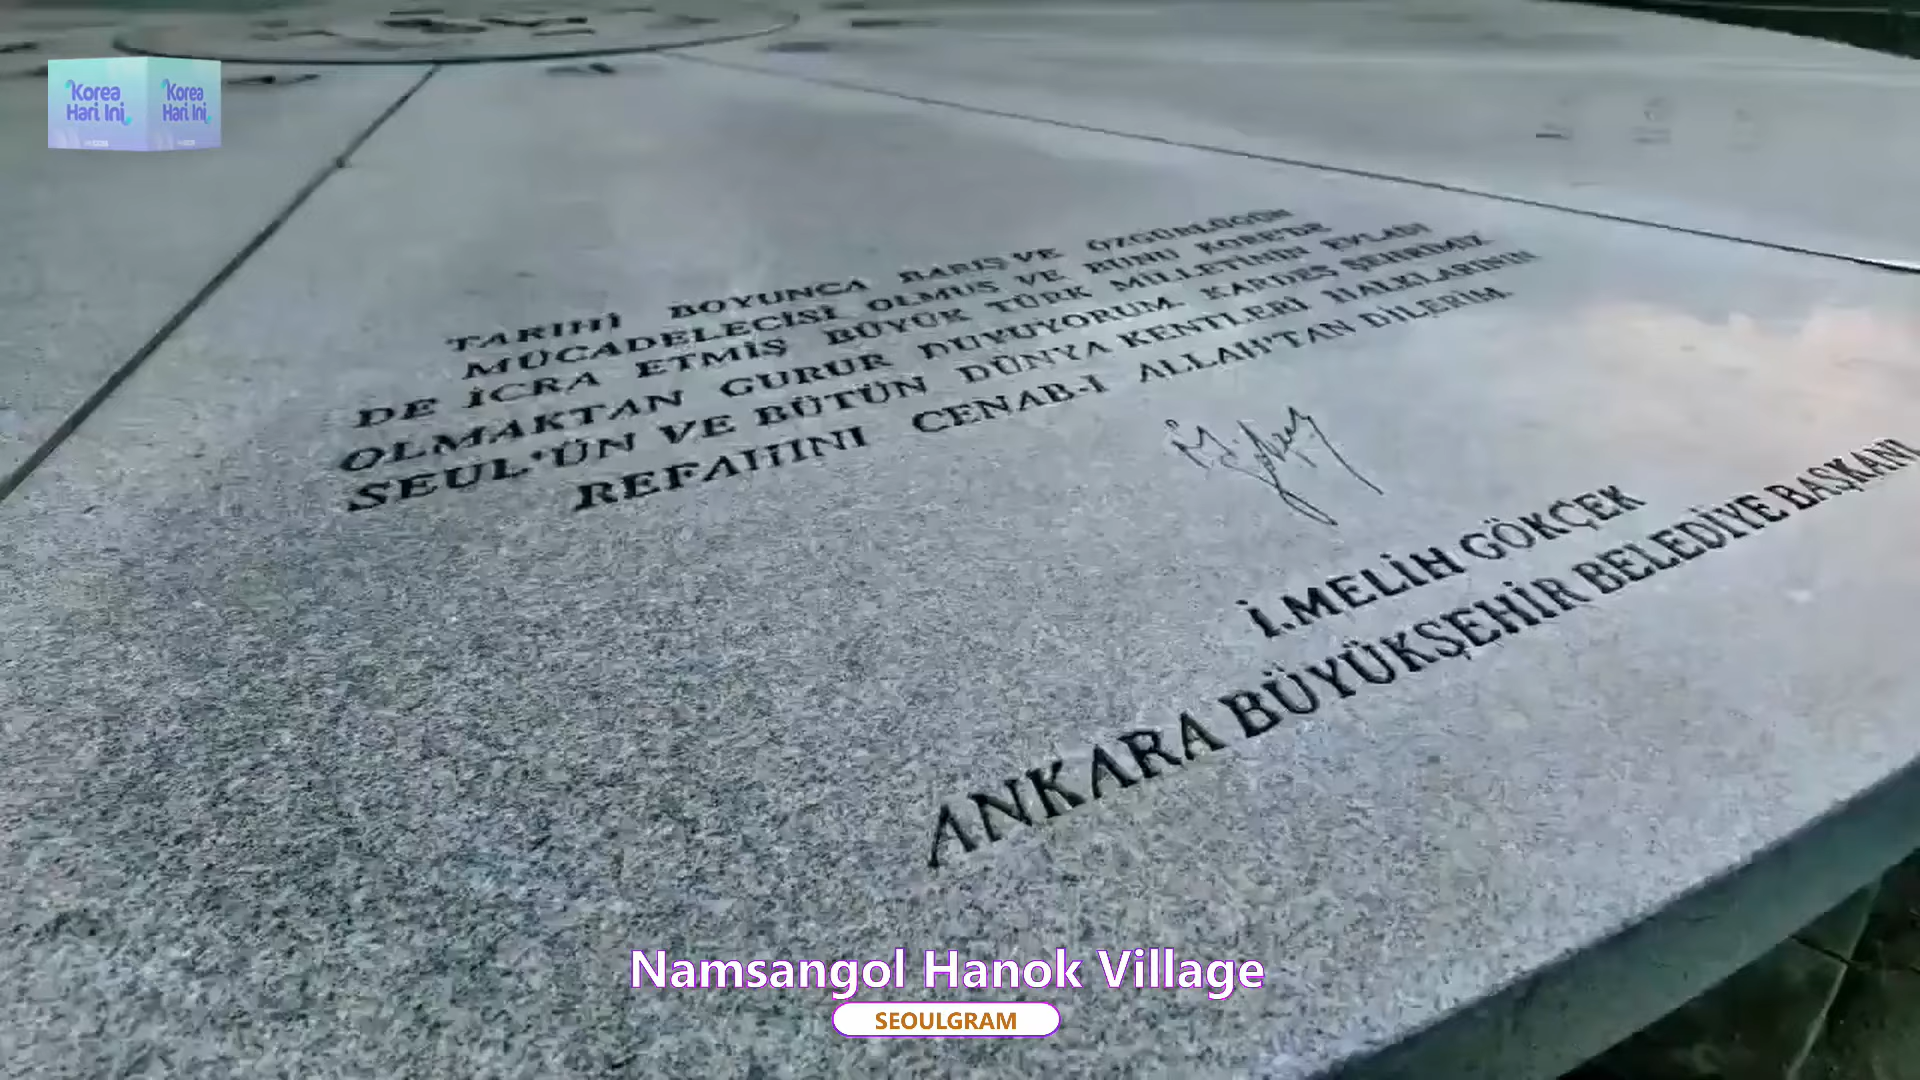 Korea
Hari Ini
Korea
Hari Ini
TARIHI BOYUNCA BARIŞ VE ÖZGÜRLÜĞÜN
MÜCADELECİSİ OLMUŞ VE BUNU KORE'DE
DE İCRA ETMİŞ BÜYÜK TÜRK MİLLETİNİN EVLADI
OLMAKTAN GURUR DUYUYORUM. KARDEŞ ŞEHRİMİZ
SEUL'ÜN VE BÜTÜN DÜNYA KENTLERİ HALKLARININ
REFAHINI CENAB-I ALLAH'TAN DİLERİM.
İ.MELİH GÖKÇEK
ANKARA BÜYÜKŞEHİR BELEDİYE BAŞKANI
Namsangol Hanok Village
SEOULGRAM